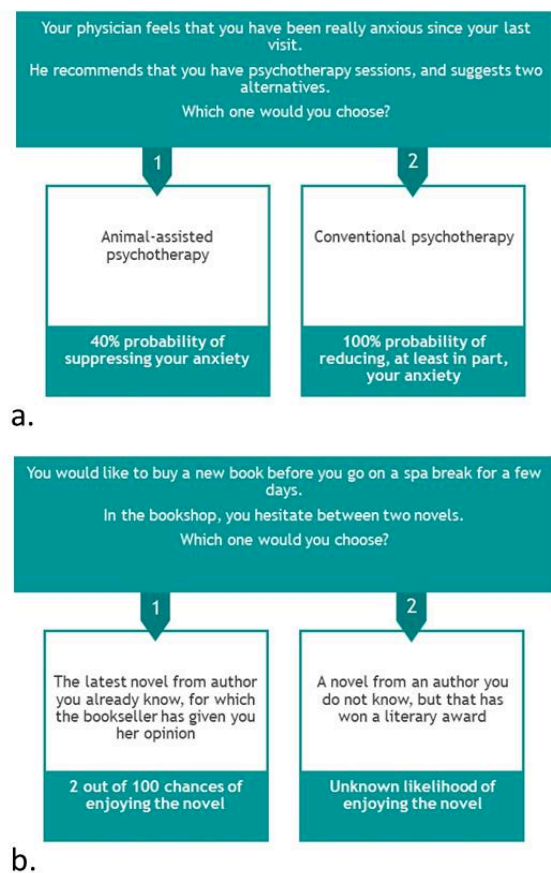 Your physician feels that you have been really anxious since your last
visit.
He recommends that you have psychotherapy sessions, and suggests two
alternatives.
Which one would you choose?
1
2
Animal-assisted
psychotherapy
Conventional psychotherapy
40% probability of
suppressing your anxiety
100% probability of
reducing, at least in part,
your anxiety
a.
You would like to buy a new book before you go on a spa break for a few
days.
In the bookshop, you hesitate between two novels.
Which one would you choose?
1
2
The latest novel from author
you already know, for which
the bookseller has given you
her opinion
A novel from an author you
do not know, but that has
won a literary award
2 out of 100 chances of
enjoying the novel
Unknown likelihood of
enjoying the novel
b.